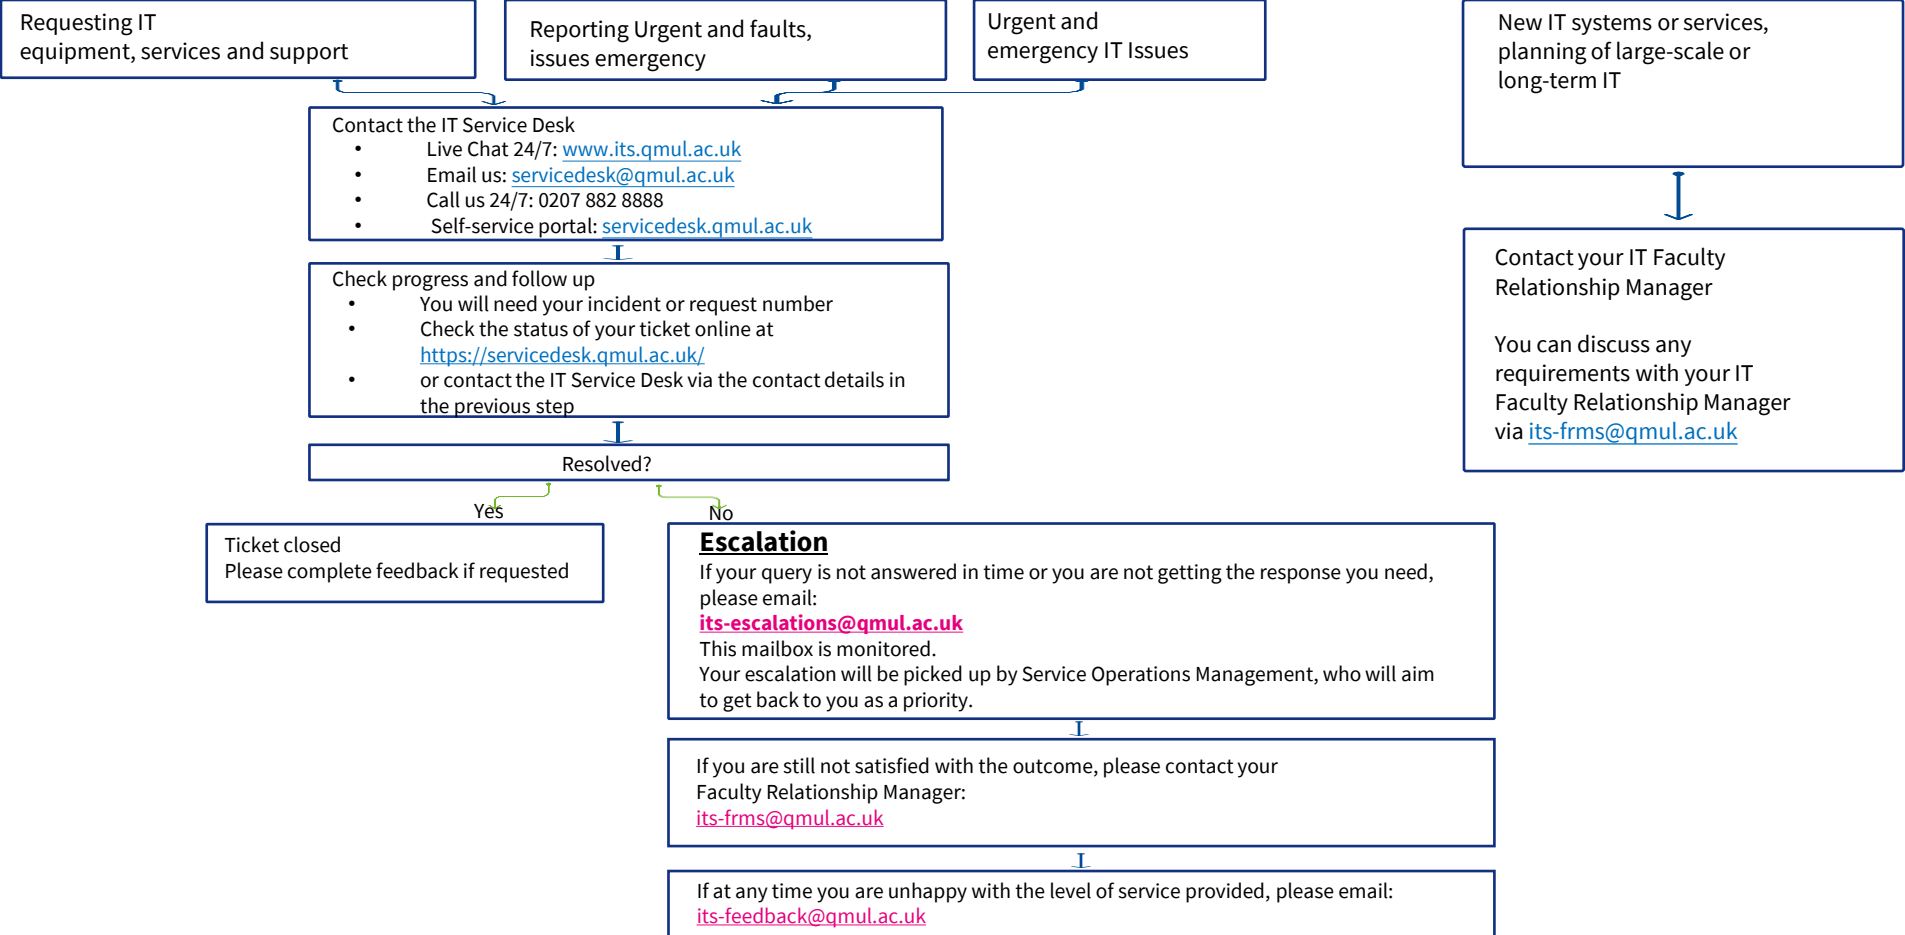 Requesting IT
equipment, services and support
Reporting Urgent and faults,
issues emergency
Urgent and
emergency IT Issues
New IT systems or services,
planning of large-scale or
long-term IT
Contact the IT Service Desk
• Live Chat 24/7: www.its.qmul.ac.uk
• Email us: servicedesk@qmul.ac.uk
• Call us 24/7: 0207 882 8888
• Self-service portal: servicedesk.qmul.ac.uk
Contact your IT Faculty
Relationship Manager
You can discuss any
requirements with your IT
Faculty Relationship Manager
via its-frms@qmul.ac.uk
Check progress and follow up
• You will need your incident or request number
• Check the status of your ticket online at
https://servicedesk.qmul.ac.uk/
• or contact the IT Service Desk via the contact details in
the previous step
Resolved?
Yes
No
Ticket closed
Please complete feedback if requested
Escalation
If your query is not answered in time or you are not getting the response you need,
please email:
its-escalations@qmul.ac.uk
This mailbox is monitored.
Your escalation will be picked up by Service Operations Management, who will aim
to get back to you as a priority.
If you are still not satisfied with the outcome, please contact your
Faculty Relationship Manager:
its-frms@qmul.ac.uk
If at any time you are unhappy with the level of service provided, please email:
its-feedback@qmul.ac.uk